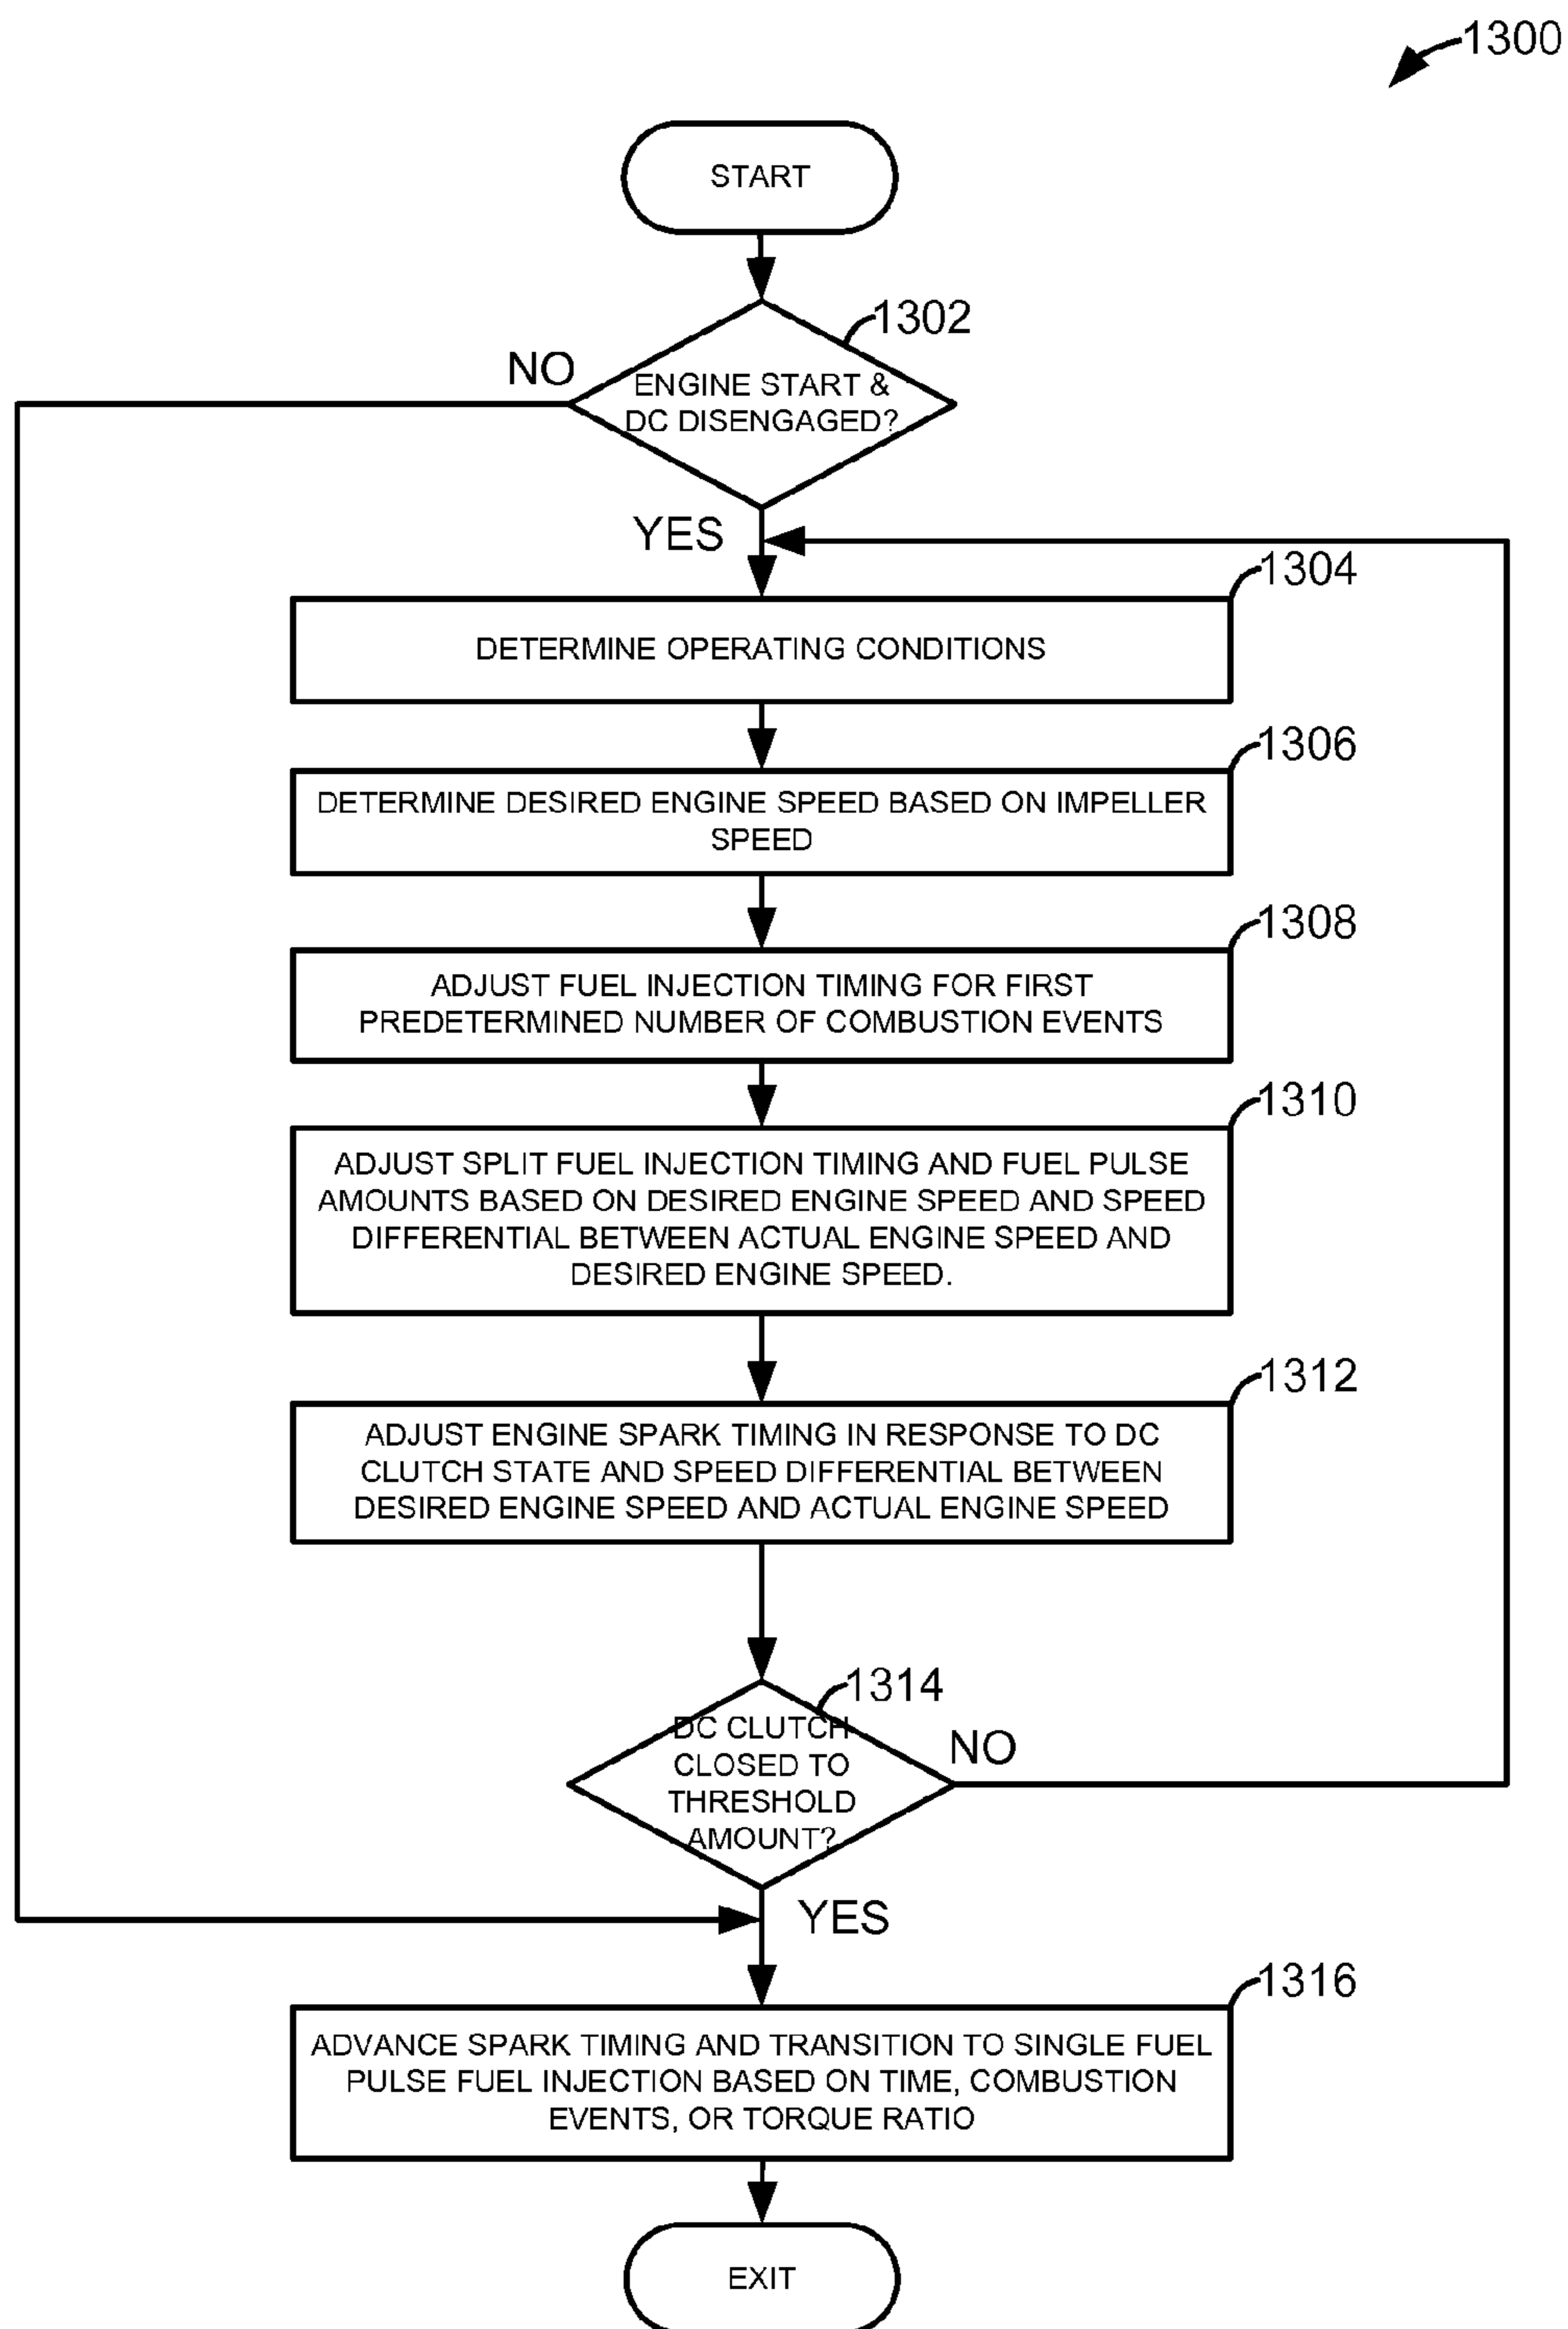 1300
START
1302
NO
ENGINE START &
DC DISENGAGED?
YES
1304
DETERMINE OPERATING CONDITIONS
1306
DETERMINE DESIRED ENGINE SPEED BASED ON IMPELLER
SPEED
1308
ADJUST FUEL INJECTION TIMING FOR FIRST
PREDETERMINED NUMBER OF COMBUSTION EVENTS
1310
ADJUST SPLIT FUEL INJECTION TIMING AND FUEL PULSE
AMOUNTS BASED ON DESIRED ENGINE SPEED AND SPEED
DIFFERENTIAL BETWEEN ACTUAL ENGINE SPEED AND
DESIRED ENGINE SPEED.
1312
ADJUST ENGINE SPARK TIMING IN RESPONSE TO DC
CLUTCH STATE AND SPEED DIFFERENTIAL BETWEEN
DESIRED ENGINE SPEED AND ACTUAL ENGINE SPEED
1314
DC CLUTCH
CLOSED TO
THRESHOLD
AMOUNT?
NO
YES
1316
ADVANCE SPARK TIMING AND TRANSITION TO SINGLE FUEL
PULSE FUEL INJECTION BASED ON TIME, COMBUSTION
EVENTS, OR TORQUE RATIO
EXIT